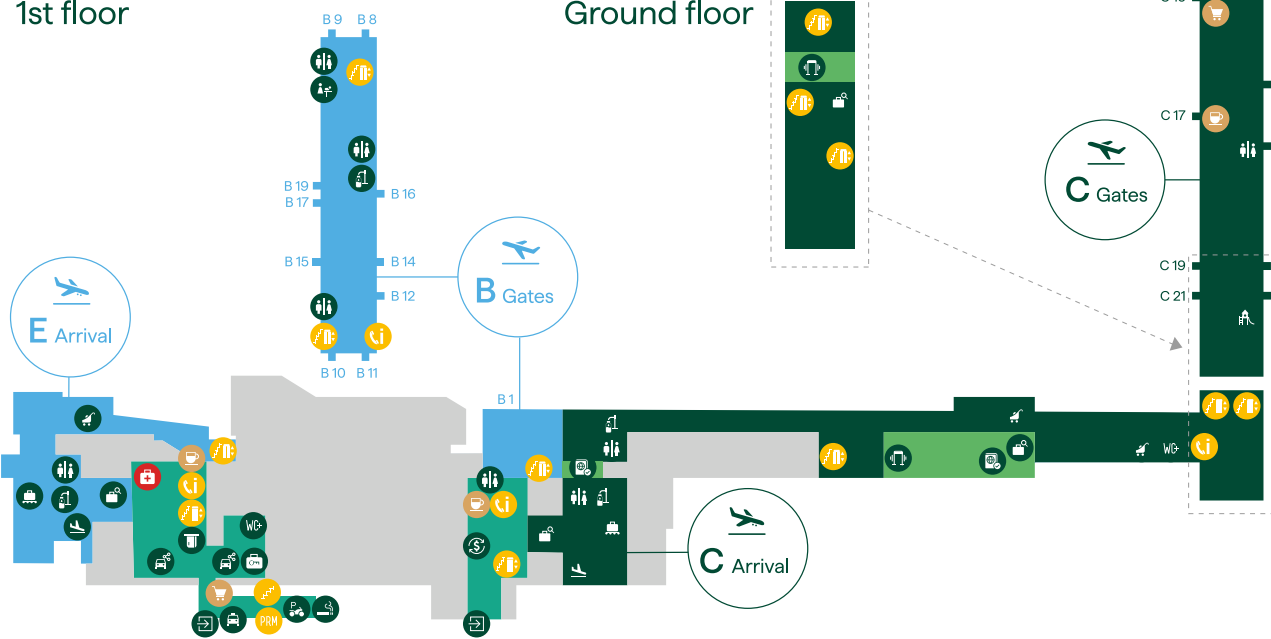 1st floor
Ground floor
B 9
B 8
B 19
B 17
B 16
B 15
B 14
B 12
B 10
B 11
B Gates
E Arrival
B 1
C 17
C Gates
C 19
C 21
WC+
WC+
C Arrival
P
PRM